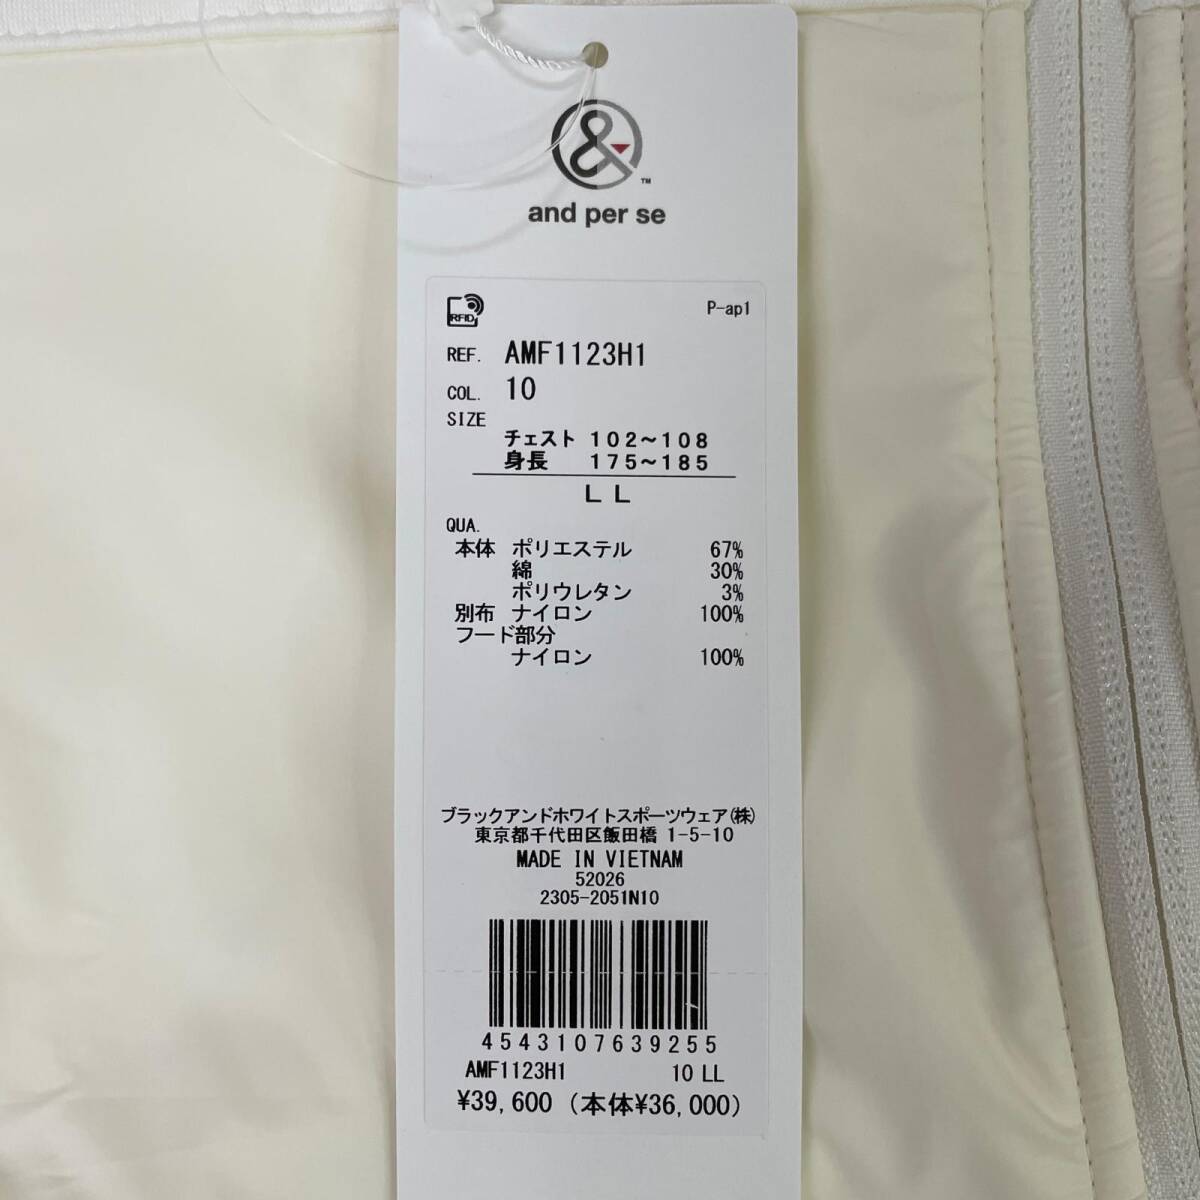 &
™
and per se
RFID
P-ap1
REF. AMF1123H1
COL. 10
SIZE
チェスト 102～108
身長 175～185
LL
QUA.
本体 ポリエステル 67%
綿 30%
ポリウレタン 3%
別布 ナイロン 100%
フード部分
ナイロン 100%
ブラックアンドホワイトスポーツウェア(株)
東京都千代田区飯田橋 1-5-10
MADE IN VIETNAM
52026
2305-2051N10
4543107639255
AMF1123H1 10 LL
¥39,600 (本体¥36,000)